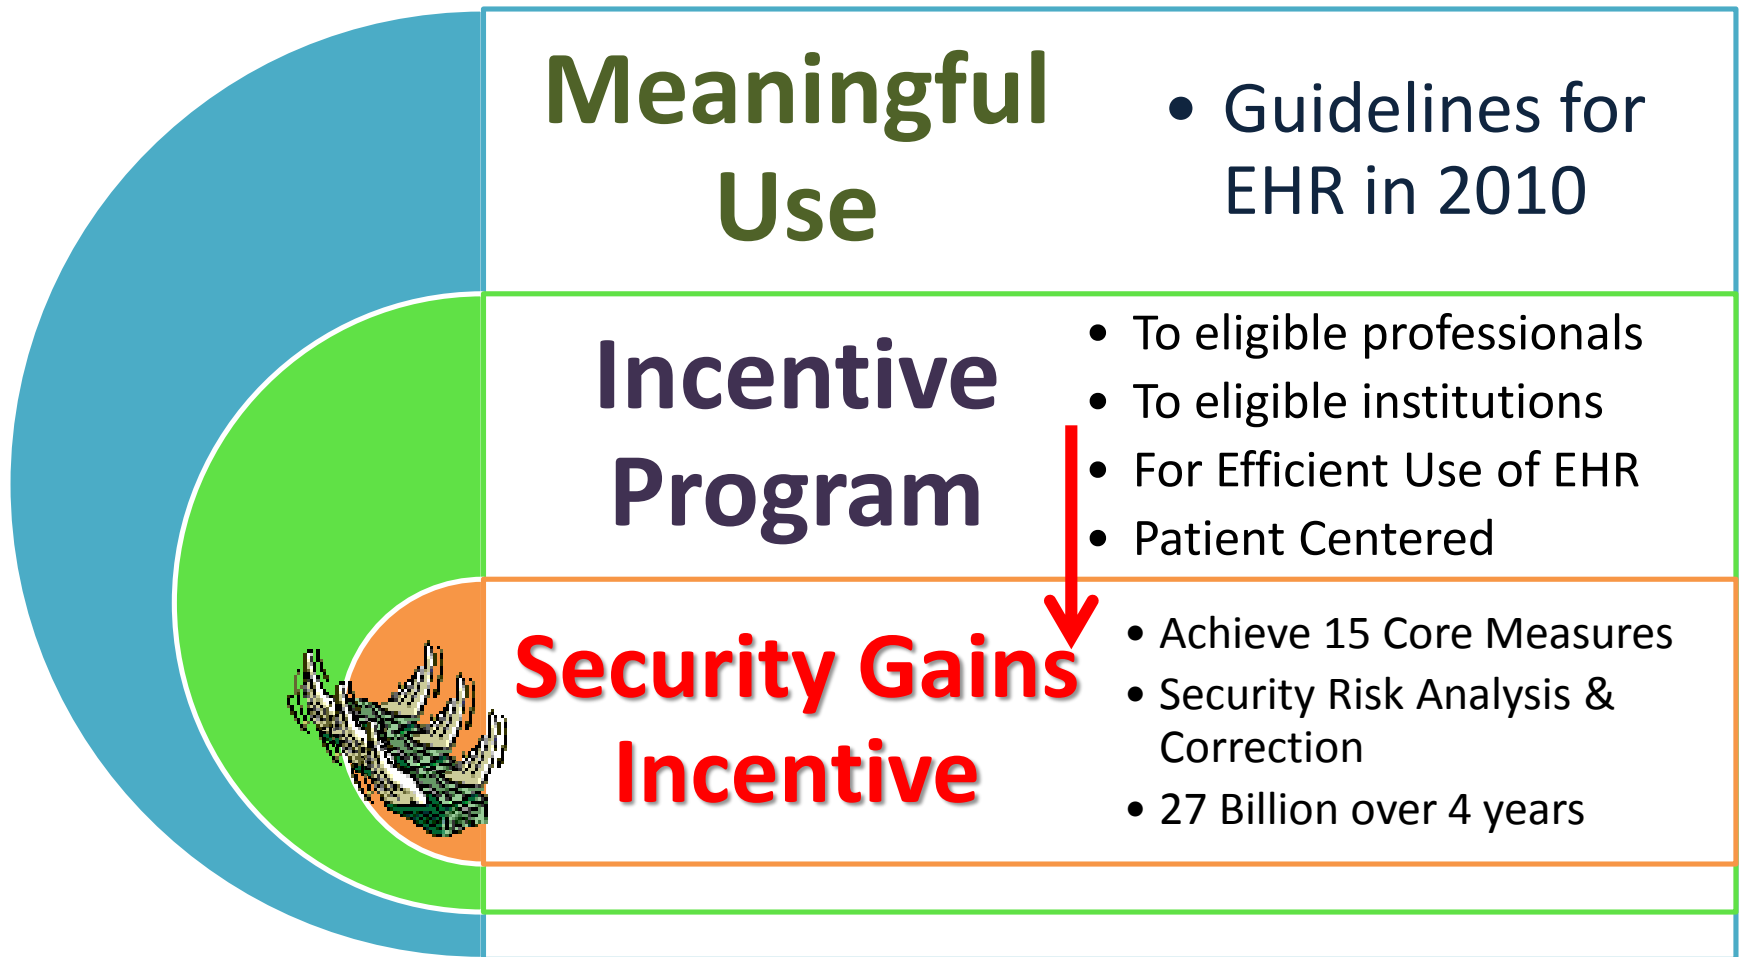 Meaningful
Use
• Guidelines for
EHR in 2010
Incentive
Program
• To eligible professionals
• To eligible institutions
• For Efficient Use of EHR
• Patient Centered
Security Gains
Incentive
• Achieve 15 Core Measures
• Security Risk Analysis &
Correction
• 27 Billion over 4 years